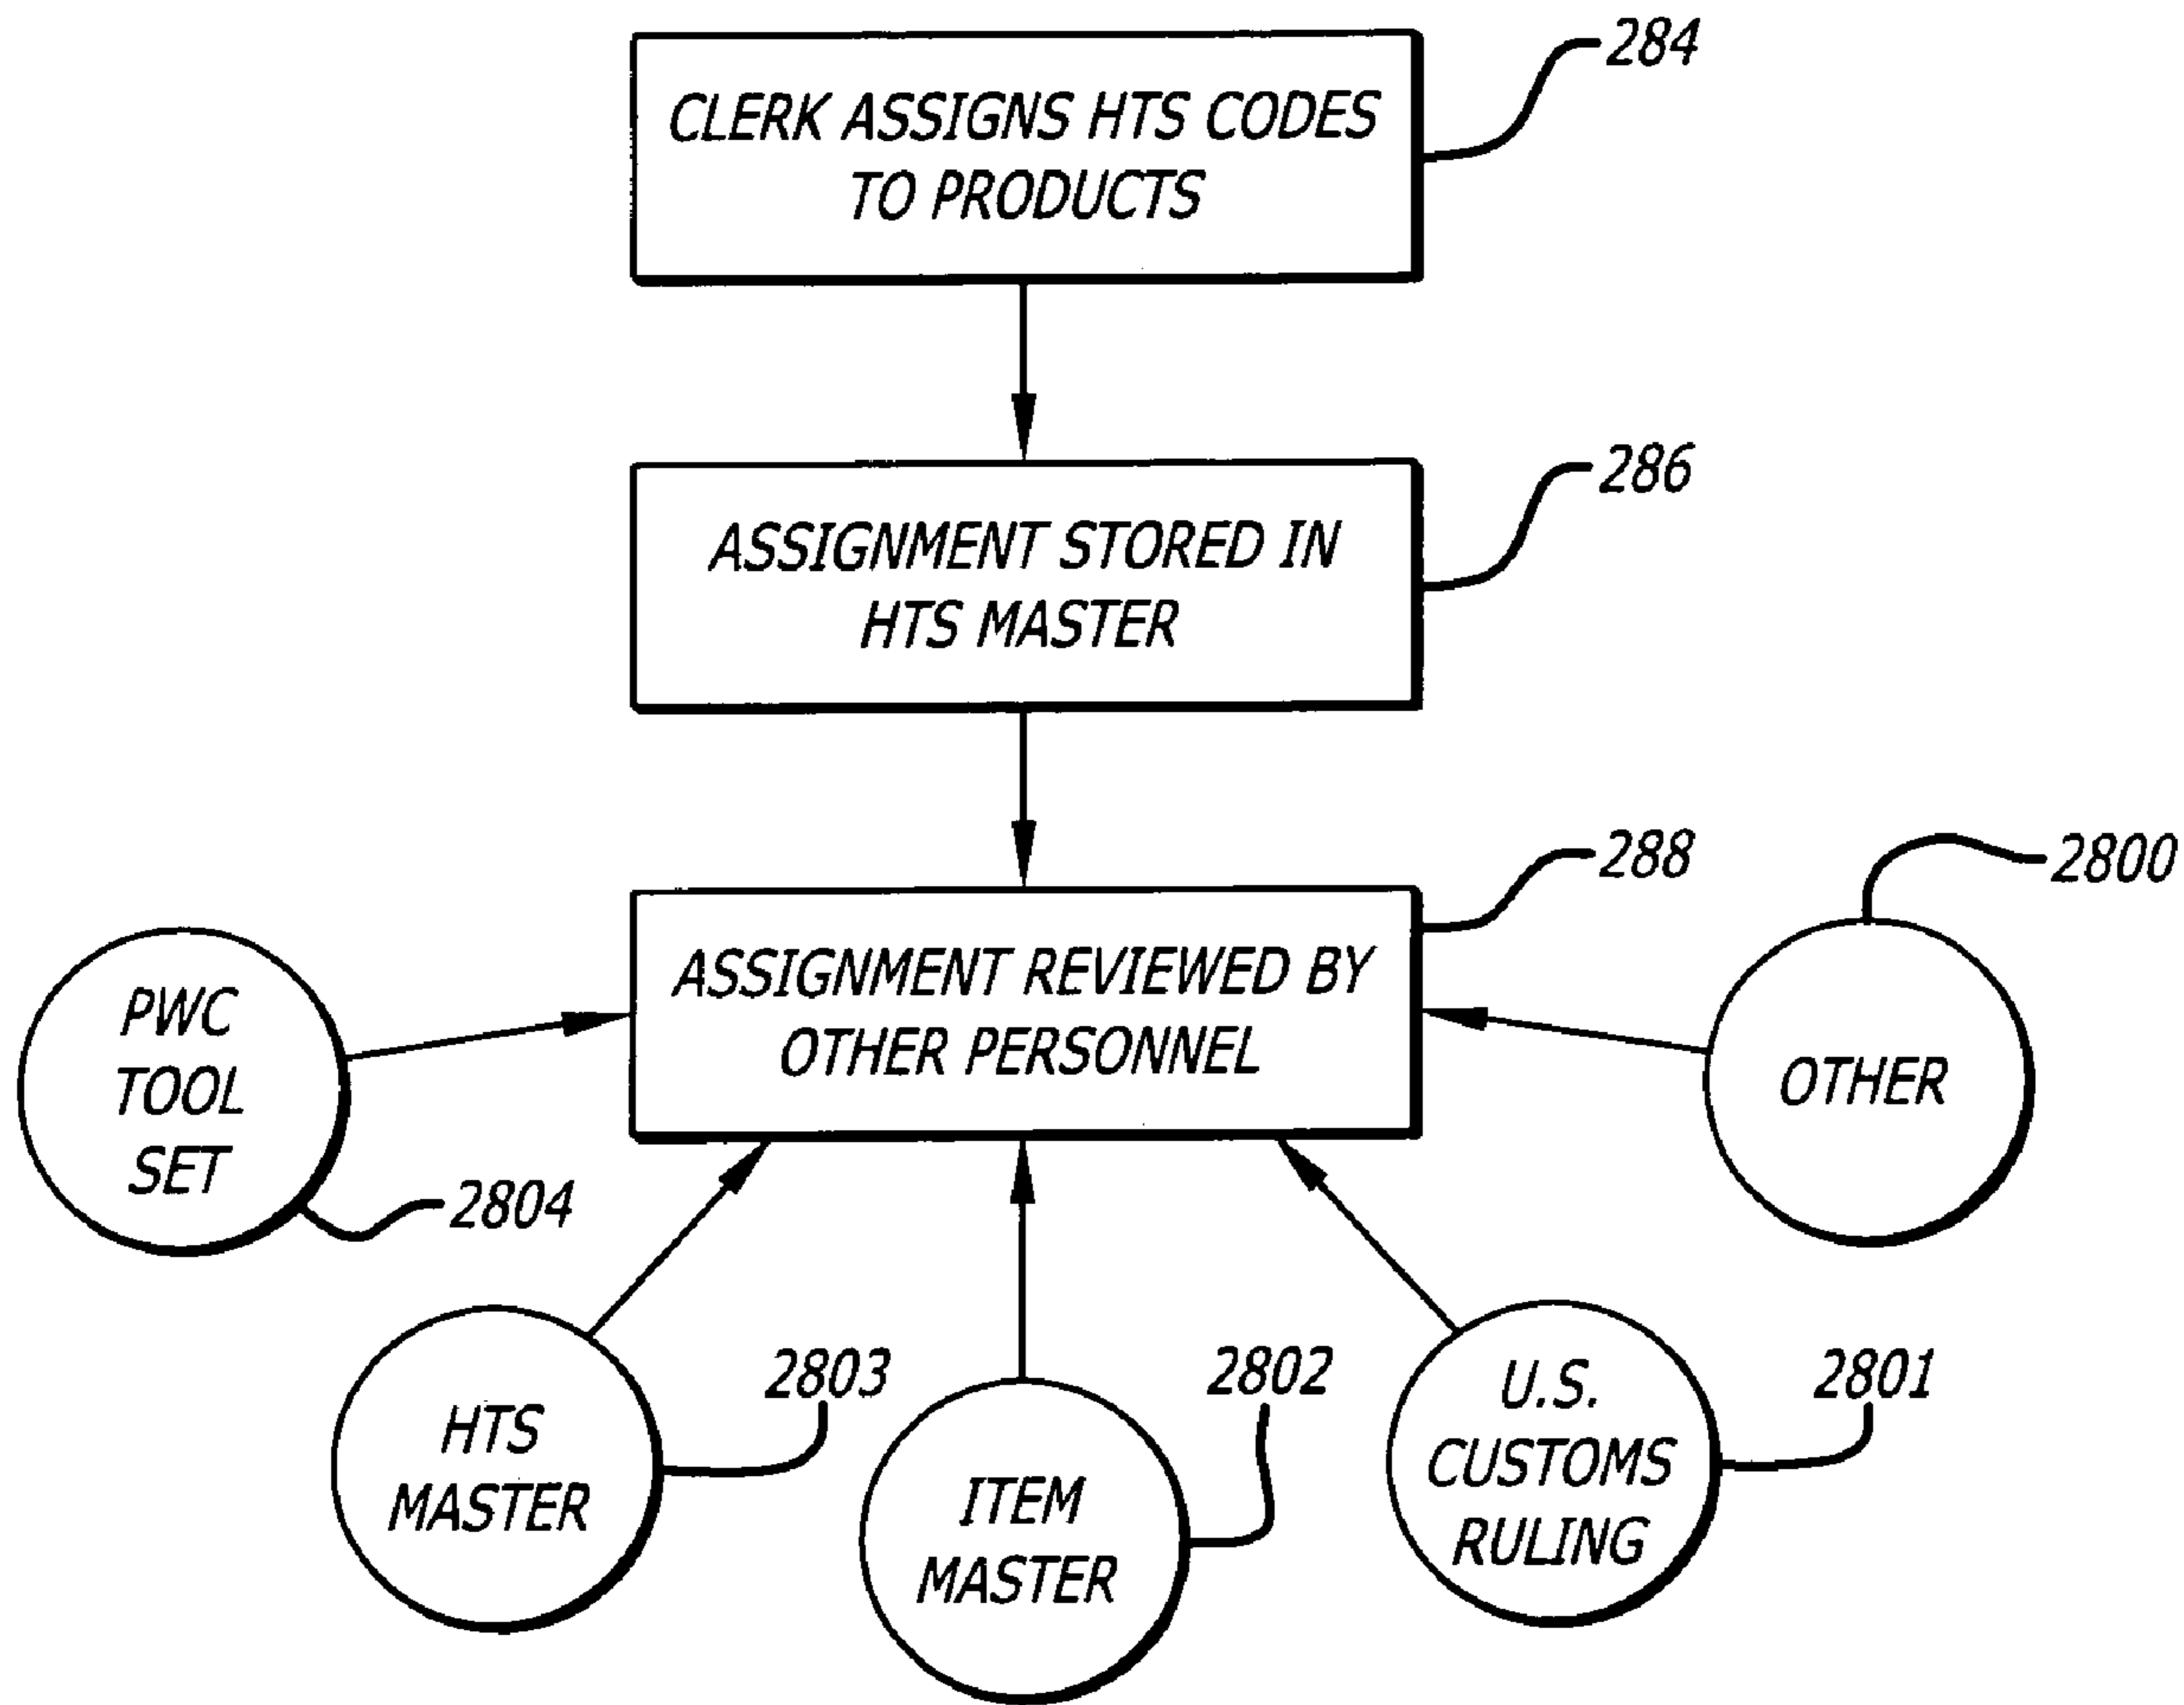 284
CLERK ASSIGNS HTS CODES
TO PRODUCTS
286
ASSIGNMENT STORED IN
HTS MASTER
288
2800
ASSIGNMENT REVIEWED BY
OTHER PERSONNEL
PWC
TOOL
SET
2804
OTHER
HTS
MASTER
2803
ITEM
MASTER
2802
U.S.
CUSTOMS
RULING
2801